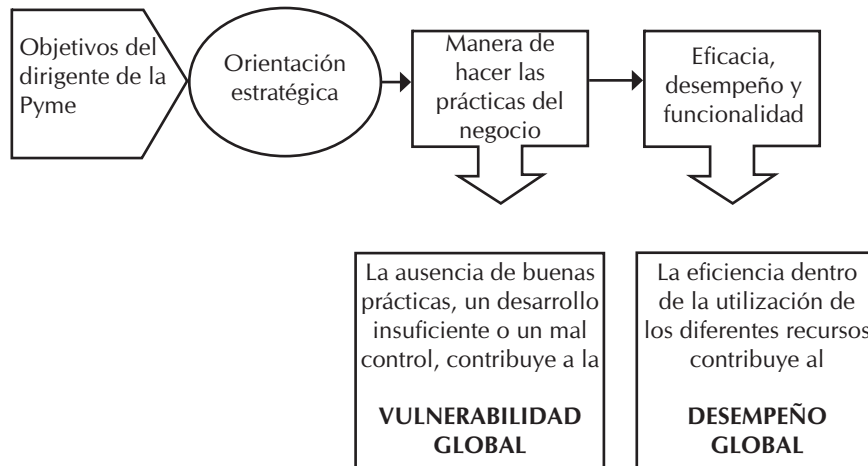 Objetivos del
dirigente de la
Pyme
Orientación
estratégica
Manera de
hacer las
prácticas del
negocio
Eficacia,
desempeño y
funcionalidad
La ausencia de buenas
prácticas, un desarrollo
insuficiente o un mal
control, contribuye a la
VULNERABILIDAD
GLOBAL
La eficiencia dentro
de la utilización de
los diferentes recursos
contribuye al
DESEMPEÑO
GLOBAL